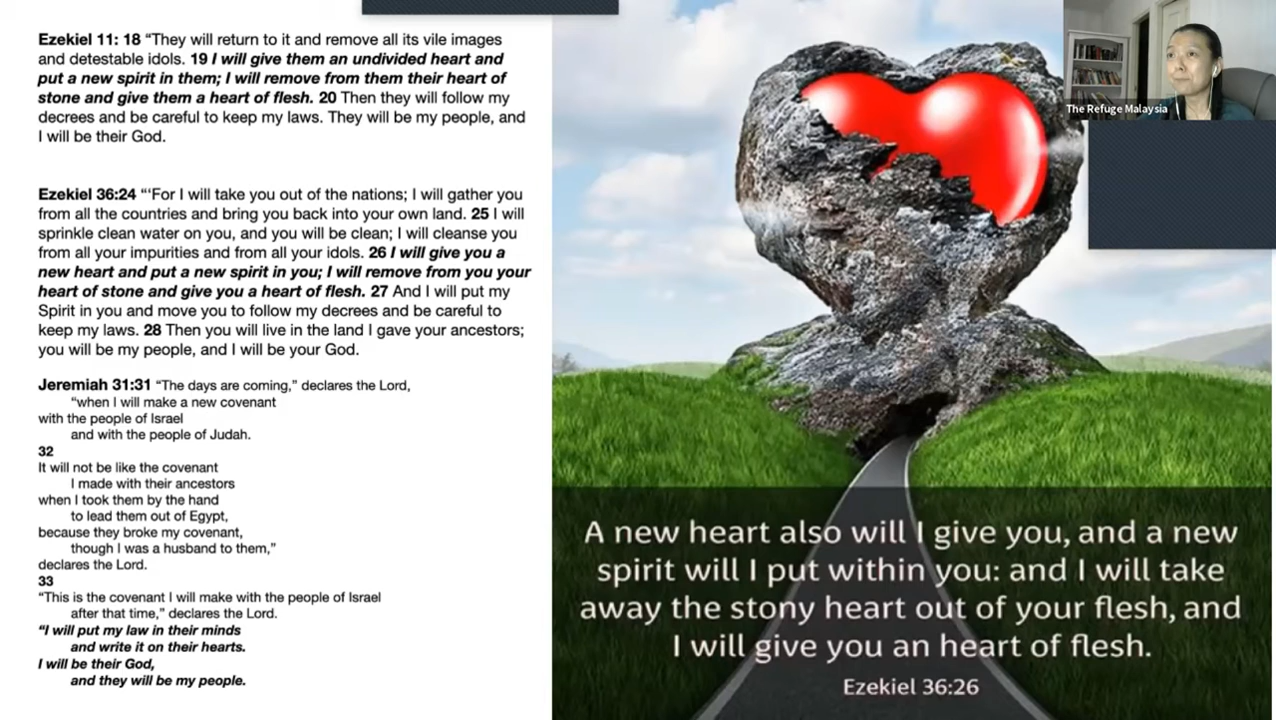 Ezekiel 11: 18 “They will return to it and remove all its vile images
and detestable idols. 19 I will give them an undivided heart and
put a new spirit in them; I will remove from them their heart of
stone and give them a heart of flesh. 20 Then they will follow my
decrees and be careful to keep my laws. They will be my people, and
I will be their God.
Ezekiel 36:24 “‘For I will take you out of the nations; I will gather you
from all the countries and bring you back into your own land. 25 I will
sprinkle clean water on you, and you will be clean; I will cleanse you
from all your impurities and from all your idols. 26 I will give you a
new heart and put a new spirit in you; I will remove from you your
heart of stone and give you a heart of flesh. 27 And I will put my
Spirit in you and move you to follow my decrees and be careful to
keep my laws. 28 Then you will live in the land I gave your ancestors;
you will be my people, and I will be your God.
Jeremiah 31:31 “The days are coming,” declares the Lord,
“when I will make a new covenant
with the people of Israel
and with the people of Judah.
32
It will not be like the covenant
I made with their ancestors
when I took them by the hand
to lead them out of Egypt,
because they broke my covenant,
though I was a husband to them,”
declares the Lord.
33
“This is the covenant I will make with the people of Israel
after that time,” declares the Lord.
“I will put my law in their minds
and write it on their hearts.
I will be their God,
and they will be my people.
The Refuge Malaysia
A new heart also will I give you, and a new
spirit will I put within you: and I will take
away the stony heart out of your flesh, and
I will give you an heart of flesh.
Ezekiel 36:26